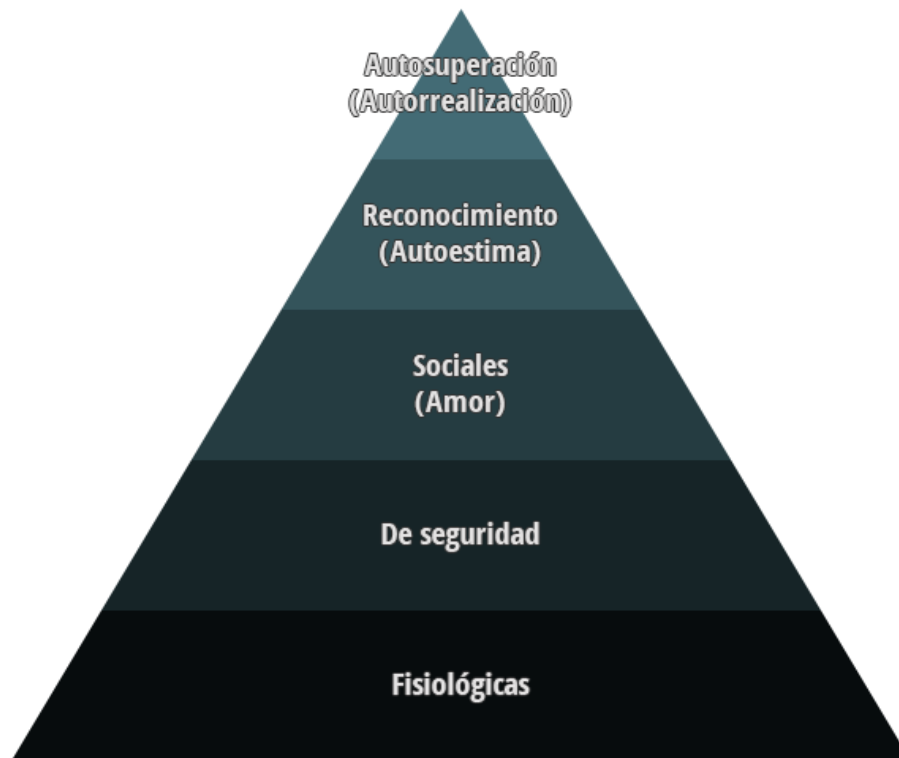 Autosuperación
(Autorrealización)
Reconocimiento
(Autoestima)
Sociales
(Amor)
De seguridad
Fisiológicas